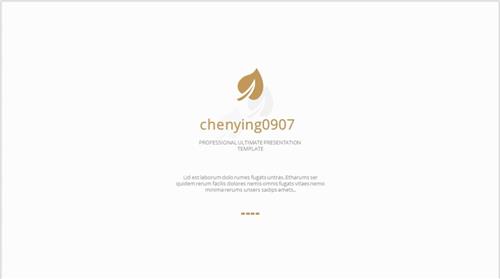 chenying0907
PROFESSIONAL ULTIMATE PRESENTATION
TEMPLATE
Lid est laborum dolo rumes fugats untras. Etharums ser
quidem rerum facilis dolores nemis omnis fugats vitaes nemo
minima rerums unsers sadips amets..